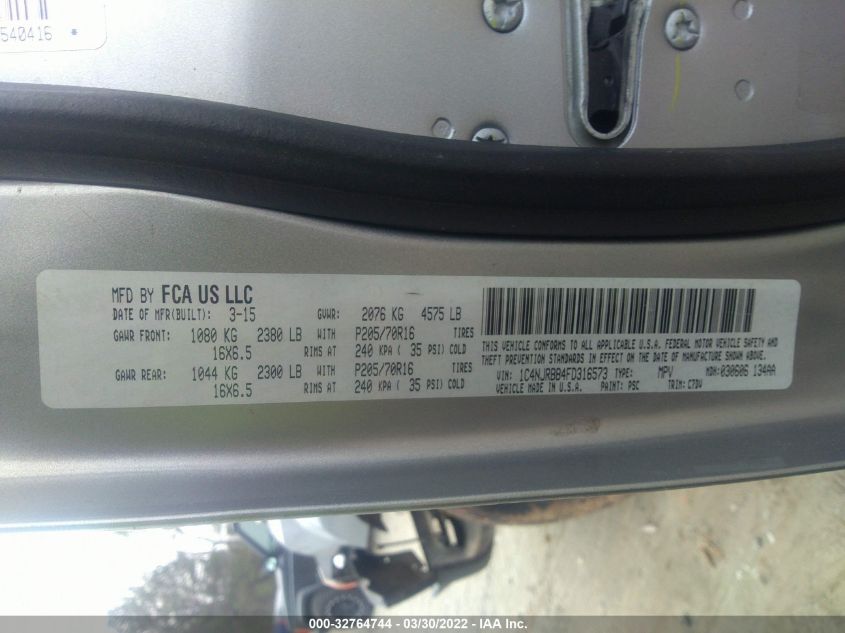 540416 *
MFD BY FCA US LLC
DATE OF MFR(BUILT): 3-15 GVWR: 2076 KG 4575 LB
GAWR FRONT: 1080 KG 2380 LB WITH P205/70R16 TIRES
16X6.5 RIMS AT 240 KPA ( 35 PSI) COLD
GAWR REAR: 1044 KG 2300 LB WITH P205/70R16 TIRES
16X6.5 RIMS AT 240 KPA ( 35 PSI) COLD
THIS VEHICLE CONFORMS TO ALL APPLICABLE U.S.A. FEDERAL MOTOR VEHICLE SAFETY AND
THEFT PREVENTION STANDARDS IN EFFECT ON THE DATE OF MANUFACTURE SHOWN ABOVE.
VIN: 1C4NJRBB4FD316573 TYPE: MPV MDH: 030606 134AA
MADE IN U.S.A. PAINT: PSC TRIM: C7DV
000-32764744 - 03/30/2022 - IAA Inc.